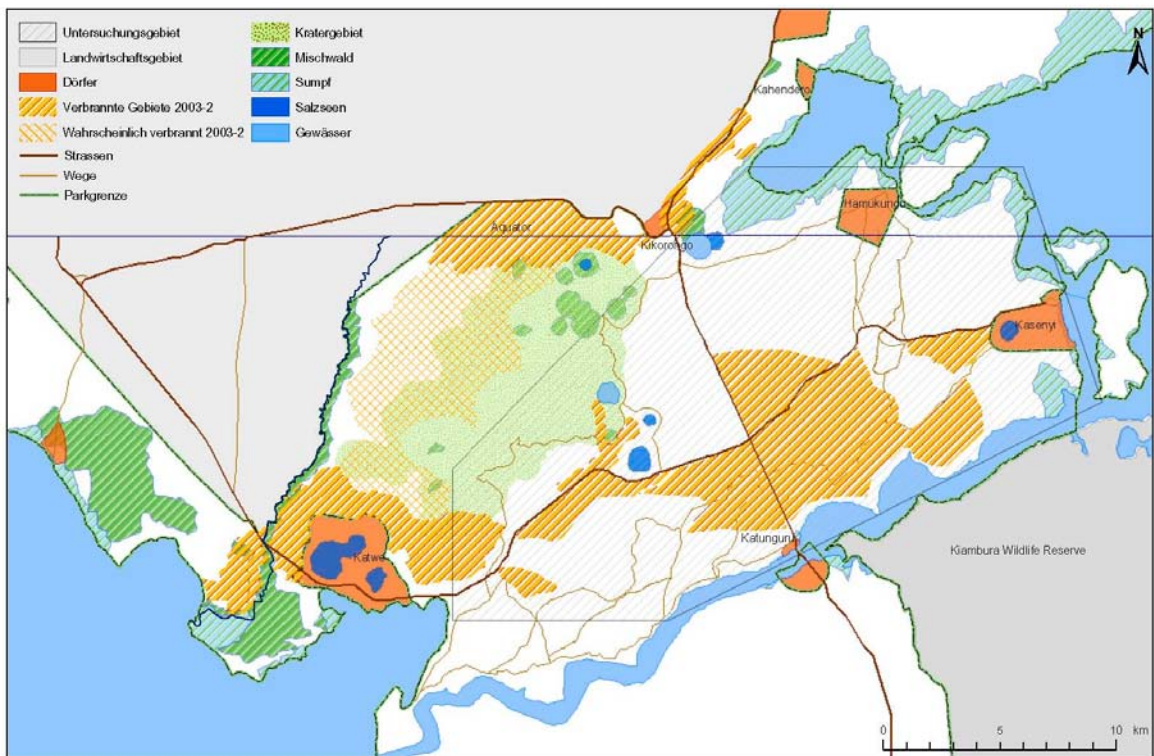 Untersuchungsgebiet
Landwirtschaftsgebiet
Dörfer
Verbrannte Gebiete 2003-2
Wahrscheinlich verbrannt 2003-2
Strassen
Wege
Parkgrenze
Kratergebiet
Mischwald
Sumpf
Salzseen
Gewässer
N
Kahendero
Hamukungu
Äquator
Kikorongo
Kasenyi
Katwe
Katunguru
Kiambura Wildlife Reserve
0 5 10 km